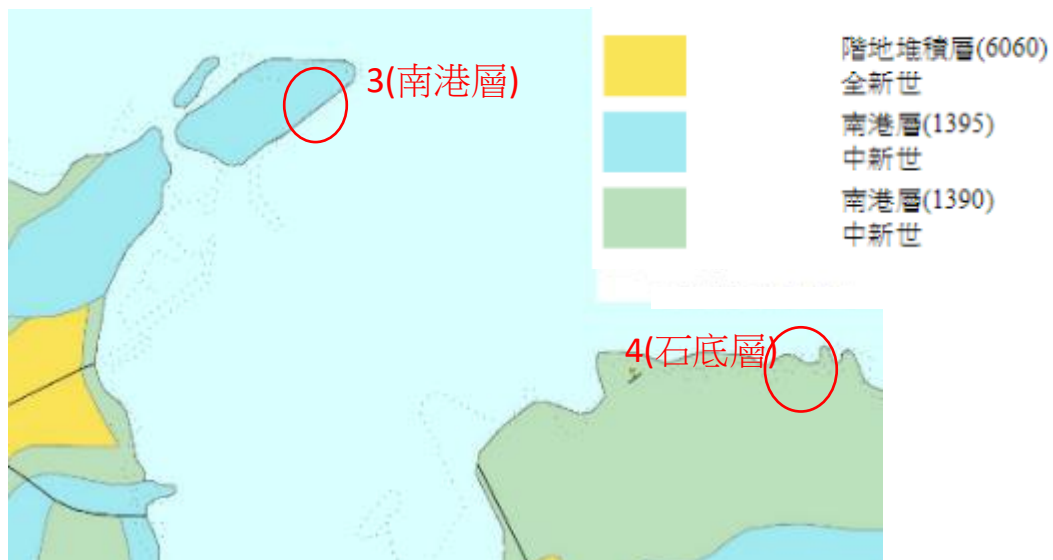 3(南港層)
階地堆積層(6060)
全新世
南港層(1395)
中新世
南港層(1390)
中新世
4(石底層)